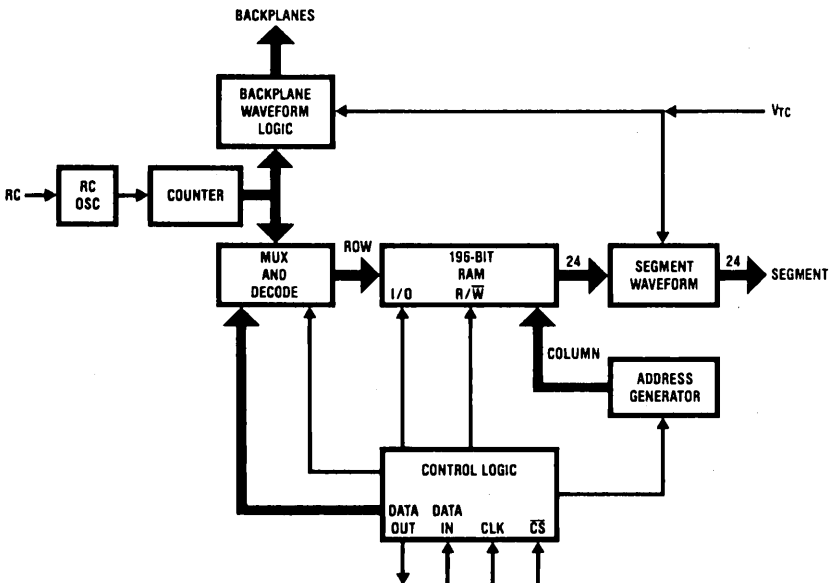 BACKPLANES
BACKPLANE
WAVEFORM
LOGIC
VTC
RC
RC
OSC
COUNTER
MUX
AND
DECODE
ROW
196-BIT
RAM
I/O
R/W̅
24
SEGMENT
WAVEFORM
24
SEGMENT
COLUMN
ADDRESS
GENERATOR
CONTROL LOGIC
DATA
OUT
DATA
IN
CLK
C̅S̅